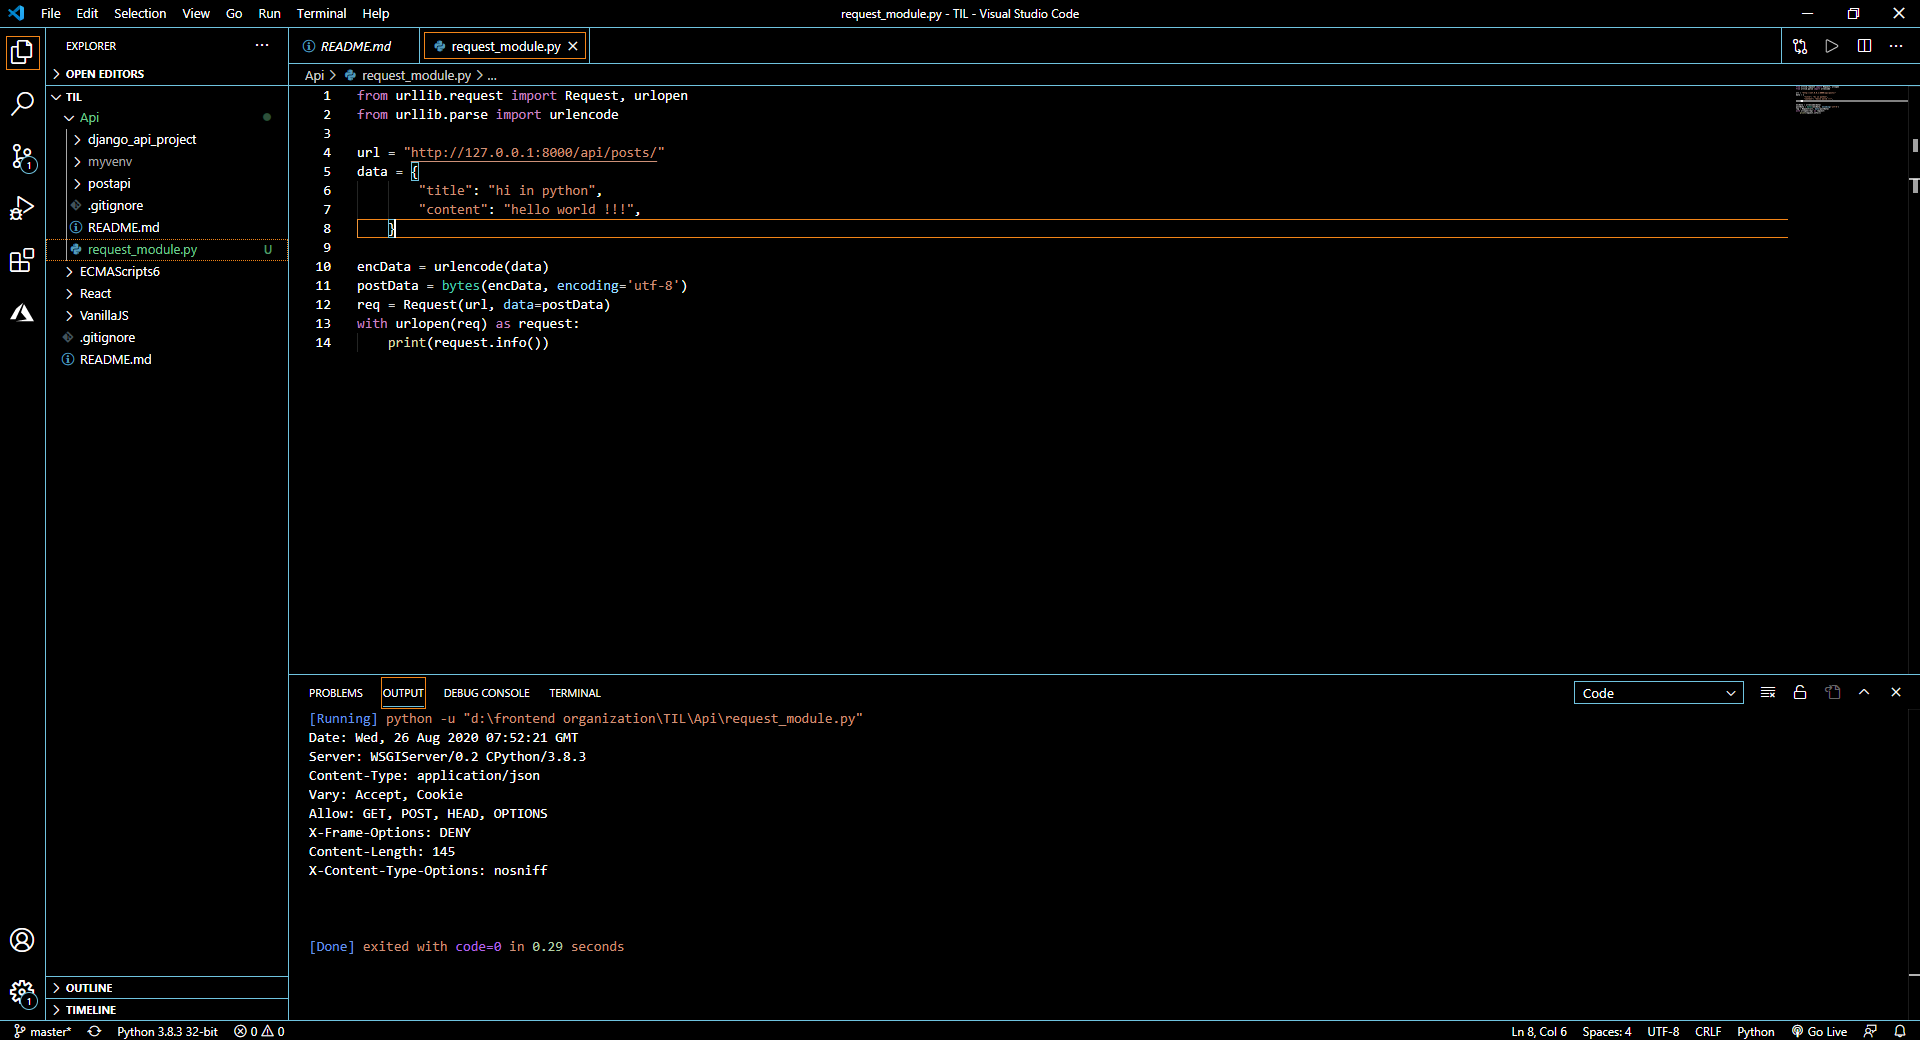 File Edit Selection View Go Run Terminal Help
request_module.py - TIL - Visual Studio Code
EXPLORER
OPEN EDITORS
TIL
Api
django_api_project
myvenv
postapi
.gitignore
README.md
request_module.py U
ECMAScripts6
React
VanillaJS
.gitignore
README.md
OUTLINE
TIMELINE
1
1
README.md
request_module.py
Api > request_module.py > ...
1 from urllib.request import Request, urlopen
2 from urllib.parse import urlencode
3
4 url = "http://127.0.0.1:8000/api/posts/"
5 data = {
6 "title": "hi in python",
7 "content": "hello world !!!",
8 }
9
10 encData = urlencode(data)
11 postData = bytes(encData, encoding='utf-8')
12 req = Request(url, data=postData)
13 with urlopen(req) as request:
14 print(request.info())
PROBLEMS OUTPUT DEBUG CONSOLE TERMINAL
Code
[Running] python -u "d:\frontend organization\TIL\Api\request_module.py"
Date: Wed, 26 Aug 2020 07:52:21 GMT
Server: WSGIServer/0.2 CPython/3.8.3
Content-Type: application/json
Vary: Accept, Cookie
Allow: GET, POST, HEAD, OPTIONS
X-Frame-Options: DENY
Content-Length: 145
X-Content-Type-Options: nosniff
[Done] exited with code=0 in 0.29 seconds
master* Python 3.8.3 32-bit 0 0
Ln 8, Col 6 Spaces: 4 UTF-8 CRLF Python Go Live